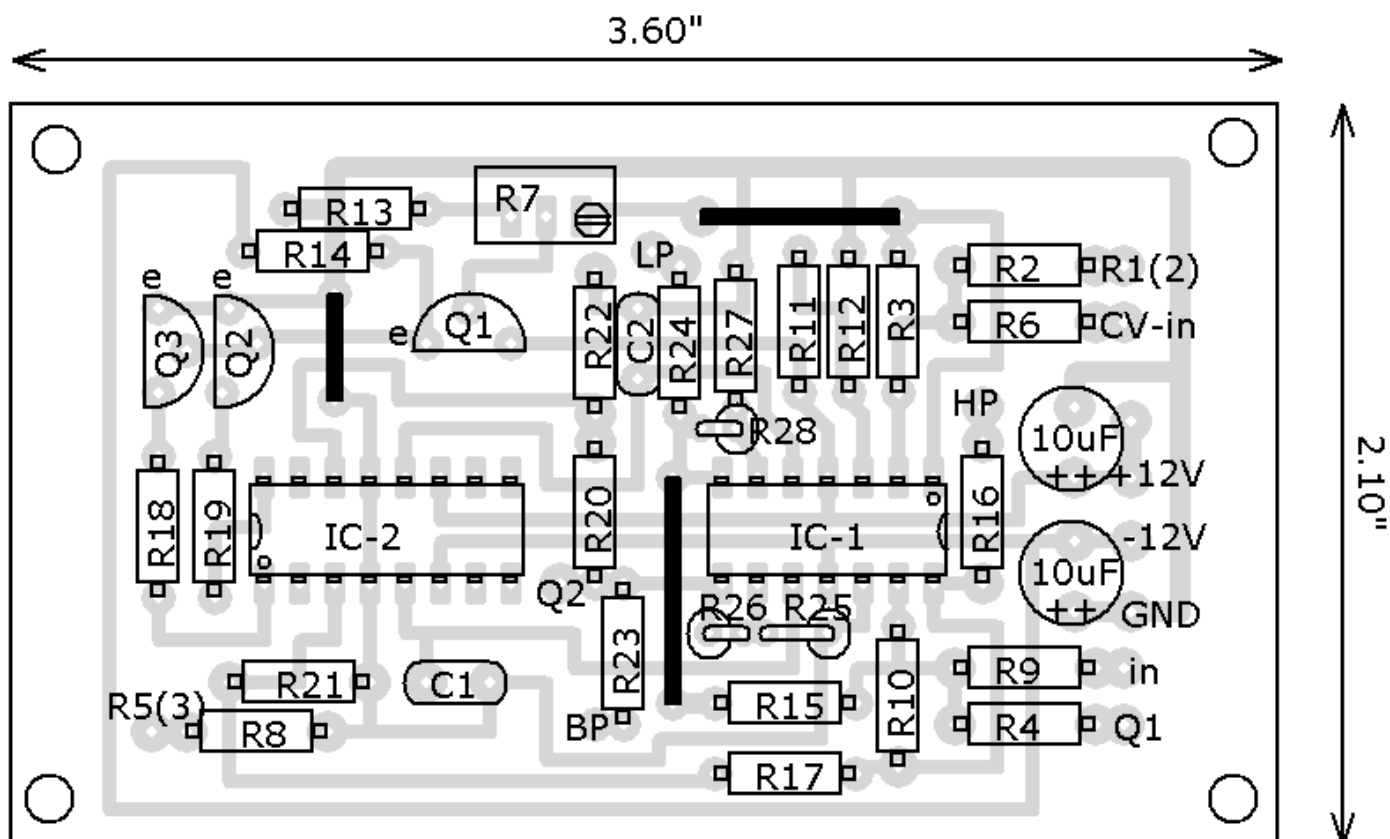 3.60"
R7
R13
R14
LP
R2
R1(2)
e
e
R11
R12
R3
Q1
R6
CV-in
e
Q3
Q2
R22
C2
R24
R27
HP
R28
10uF
2.10"
++
+12V
R18
R19
IC-2
R20
IC-1
R16
-12V
10uF
Q2
R26
R25
++
GND
R23
R21
C1
R10
R9
in
R5(3)
R15
R8
BP
R4
Q1
R17